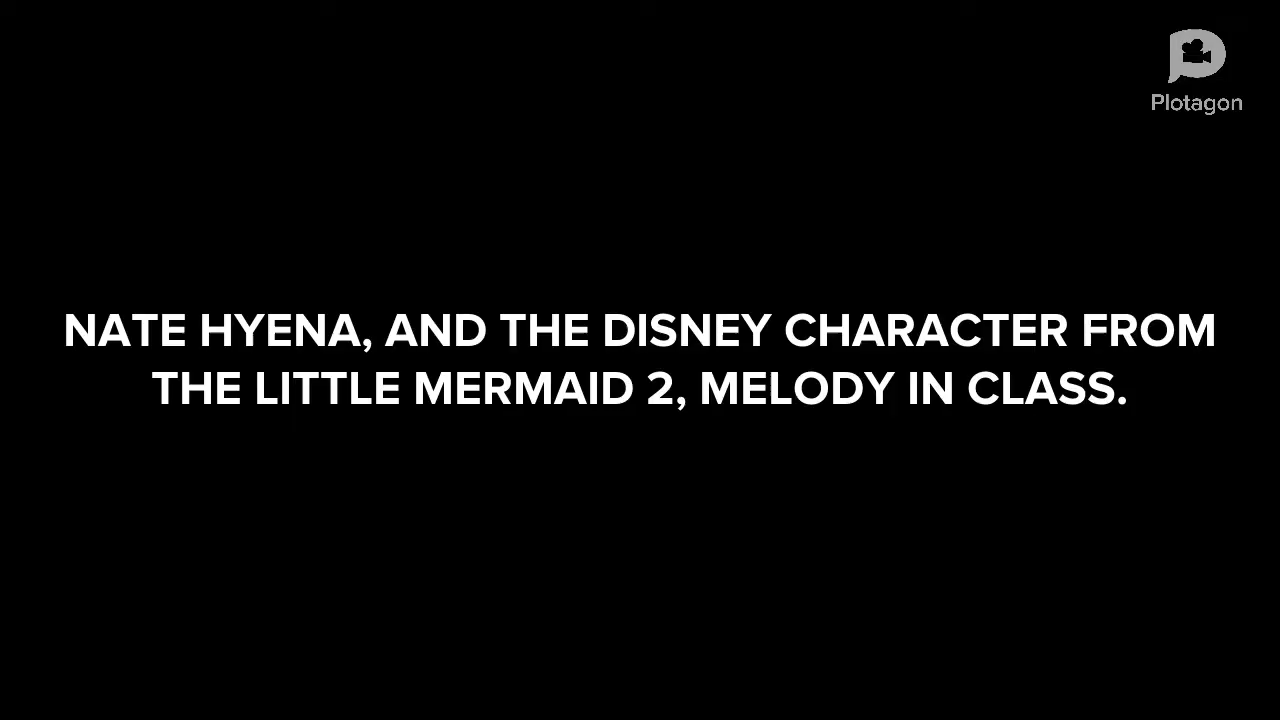 Plotagon
NATE HYENA, AND THE DISNEY CHARACTER FROM
THE LITTLE MERMAID 2, MELODY IN CLASS.